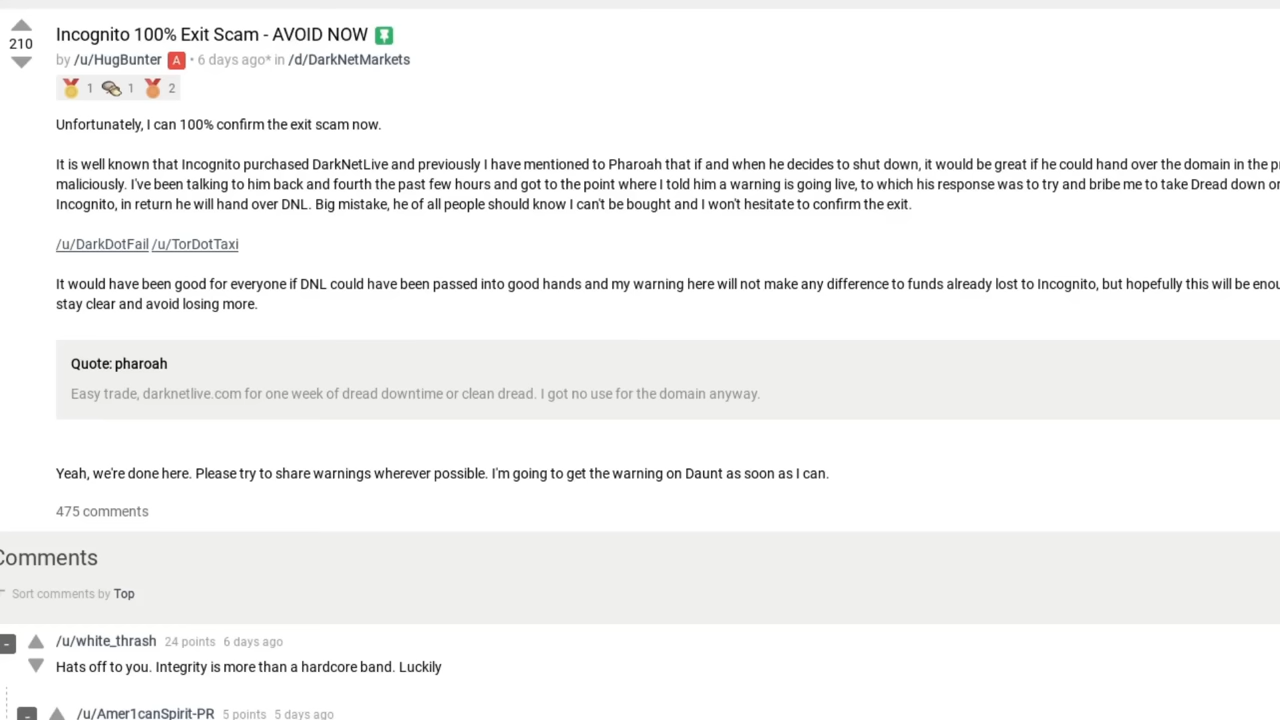 Incognito 100% Exit Scam - AVOID NOW
210
by /u/HugBunter A • 6 days ago* in /d/DarkNetMarkets
1 1 2
Unfortunately, I can 100% confirm the exit scam now.
It is well known that Incognito purchased DarkNetLive and previously I have mentioned to Pharoah that if and when he decides to shut down, it would be great if he could hand over the domain in the
maliciously. I've been talking to him back and fourth the past few hours and got to the point where I told him a warning is going live, to which his response was to try and bribe me to take Dread down or
Incognito, in return he will hand over DNL. Big mistake, he of all people should know I can't be bought and I won't hesitate to confirm the exit.
/u/DarkDotFail /u/TorDotTaxi
It would have been good for everyone if DNL could have been passed into good hands and my warning here will not make any difference to funds already lost to Incognito, but hopefully this will be
stay clear and avoid losing more.
Quote: pharoah
Easy trade, darknetlive.com for one week of dread downtime or clean dread. I got no use for the domain anyway.
Yeah, we're done here. Please try to share warnings wherever possible. I'm going to get the warning on Daunt as soon as I can.
475 comments
Comments
Sort comments by Top
- /u/white_thrash 24 points 6 days ago
Hats off to you. Integrity is more than a hardcore band. Luckily
- /u/Amer1canSpirit-PR 5 points 5 days ago